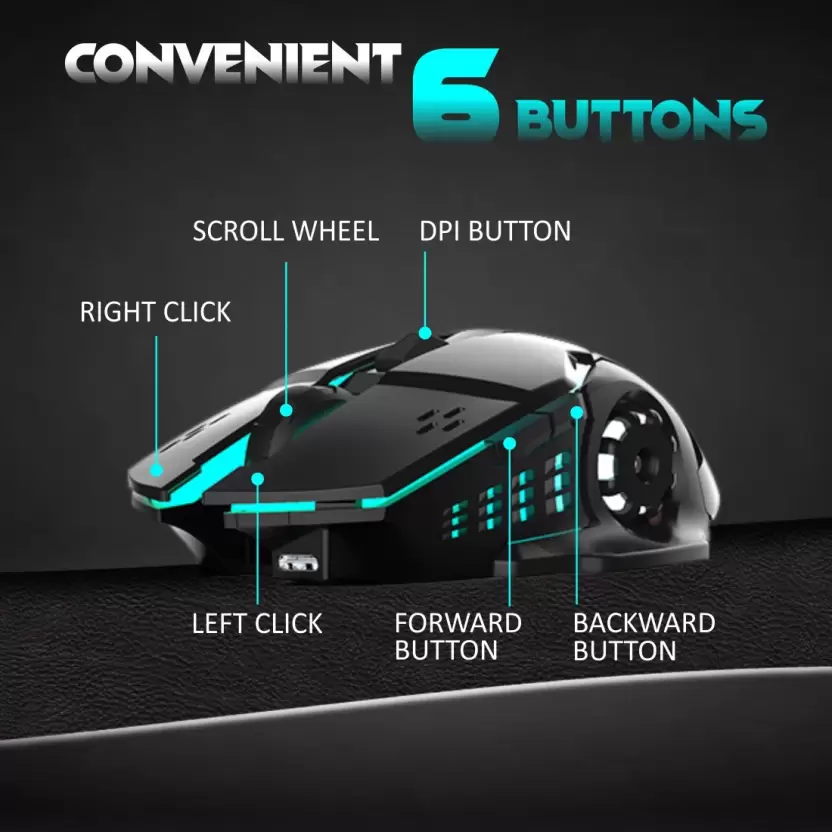 CONVENIENT
6 BUTTONS
SCROLL WHEEL
DPI BUTTON
RIGHT CLICK
LEFT CLICK
FORWARD
BUTTON
BACKWARD
BUTTON